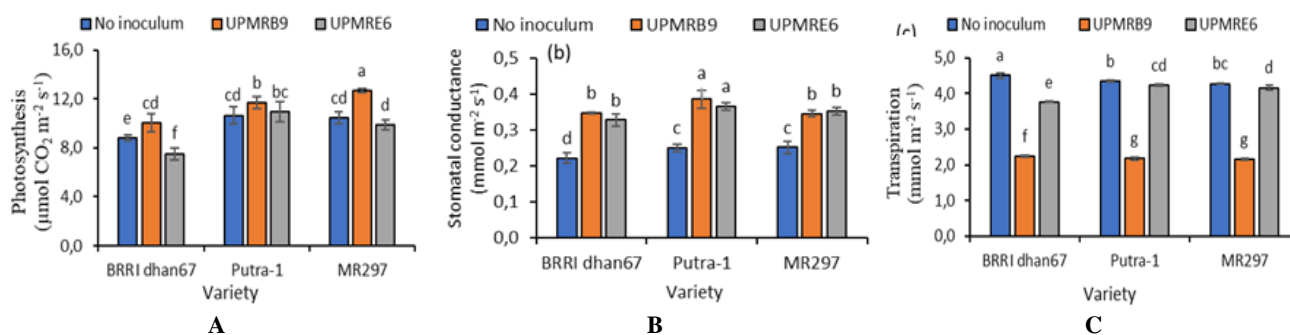 No inoculum UPMRB9 UPMRE6
Photosynthesis
(µmol CO₂ m⁻² s⁻¹)
16,0
12,0
8,0
4,0
0,0
e cd f cd b bc cd a d
BRRI dhan67 Putra-1 MR297
Variety
A
No inoculum UPMRB9 UPMRE6
(b)
Stomatal conductance
(mmol m⁻² s⁻¹)
0,5
0,4
0,3
0,2
0,1
0,0
d b b c a a c b b
BRRI dhan67 Putra-1 MR297
Variety
B
No inoculum UPMRB9 UPMRE6
Transpiration
(mmol m⁻² s⁻¹)
5,0
4,0
3,0
2,0
1,0
0,0
a f e b g cd bc g d
BRRI dhan67 Putra-1 MR297
Variety
C